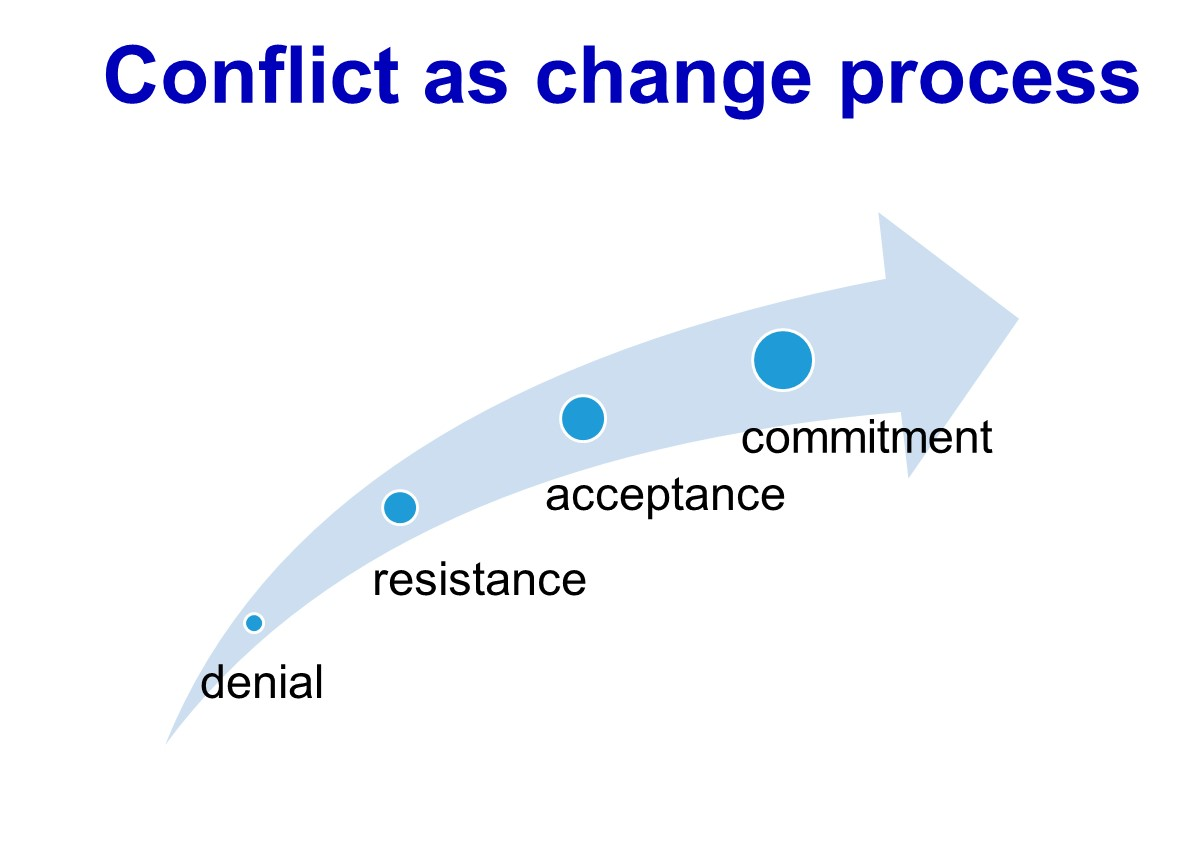 Conflict as change process
commitment
acceptance
resistance
denial